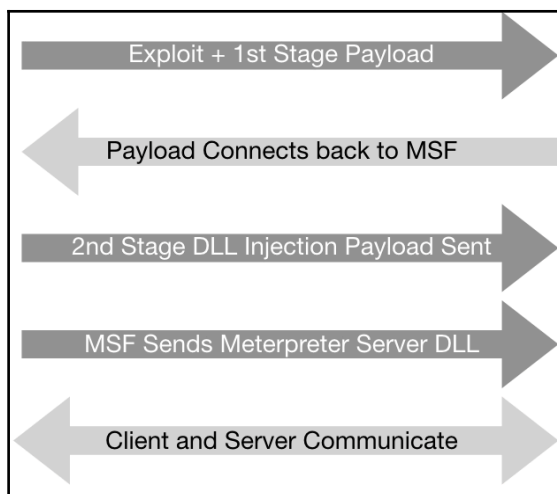 Exploit + 1st Stage Payload
Payload Connects back to MSF
2nd Stage DLL Injection Payload Sent
MSF Sends Meterpreter Server DLL
Client and Server Communicate